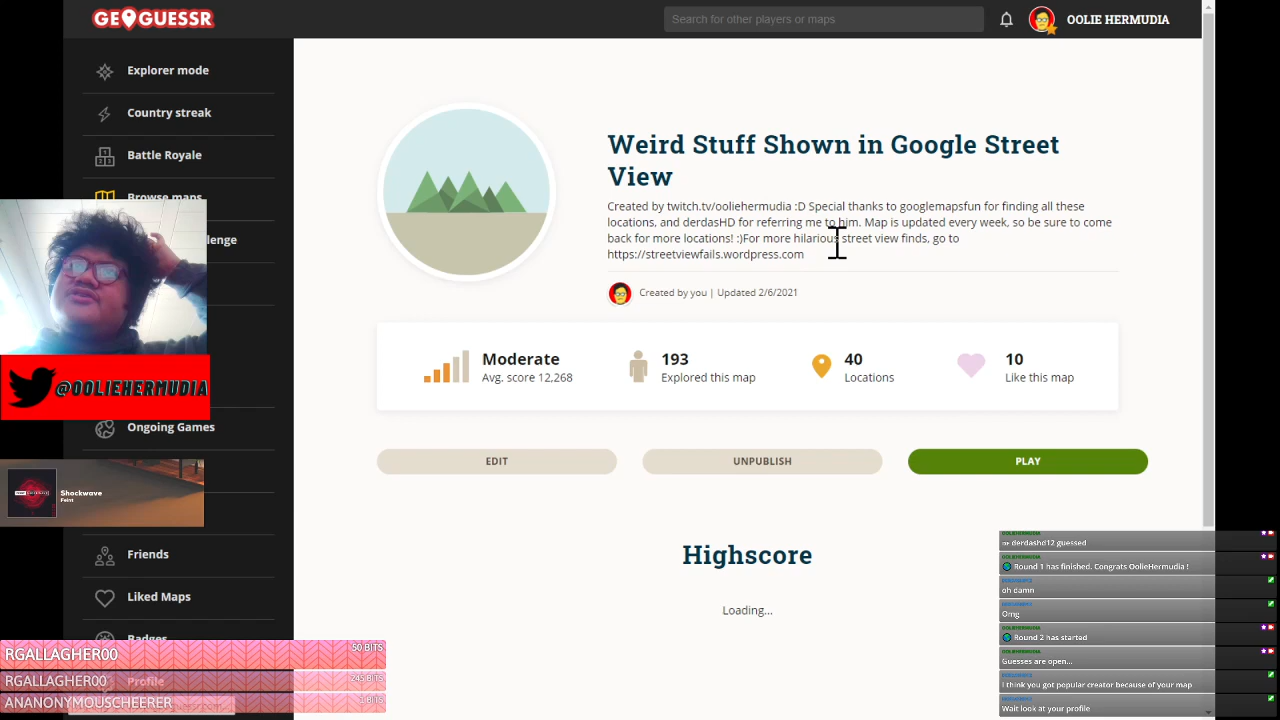 GEOGUESSR
Search for other players or maps
OOLIE HERMUDIA
Explorer mode
Country streak
Battle Royale
Browse maps
Weird Stuff Shown in Google Street
View
Created by twitch.tv/ooliehermudia :D Special thanks to googlemapsfun for finding all these
locations, and derdasHD for referring me to him. Map is updated every week, so be sure to come
back for more locations! :)For more hilarious street view finds, go to
https://streetviewfails.wordpress.com
Created by you | Updated 2/6/2021
Moderate
Avg. score 12,268
193
Explored this map
40
Locations
10
Like this map
@OOLIEHERMUDIA
Ongoing Games
EDIT
UNPUBLISH
PLAY
Shockwave
Feint
Friends
Liked Maps
Badges
Profile
Highscore
Loading...
RGALLAGHER00 50 BITS
RGALLAGHER00 245 BITS
ANANONYMOUSCHEERER 1 BITS
OOLIEHERMUDIA
derdashd12 guessed
OOLIEHERMUDIA
Round 1 has finished. Congrats OolieHermudia !
oh damn
Omg
OOLIEHERMUDIA
Round 2 has started
OOLIEHERMUDIA
Guesses are open...
I think you got popular creator because of your map
Wait look at your profile